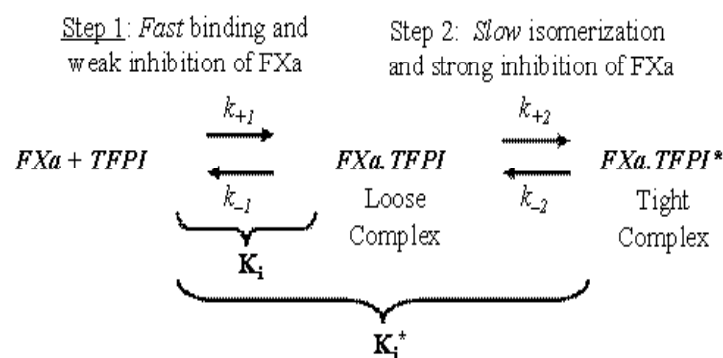 Step 1: Fast binding and
weak inhibition of FXa
Step 2: Slow isomerization
and strong inhibition of FXa
k+1
k+2
FXa + TFPI
FXa.TFPI
FXa.TFPI*
k–1
k–2
Loose
Complex
Tight
Complex
Ki
Ki*